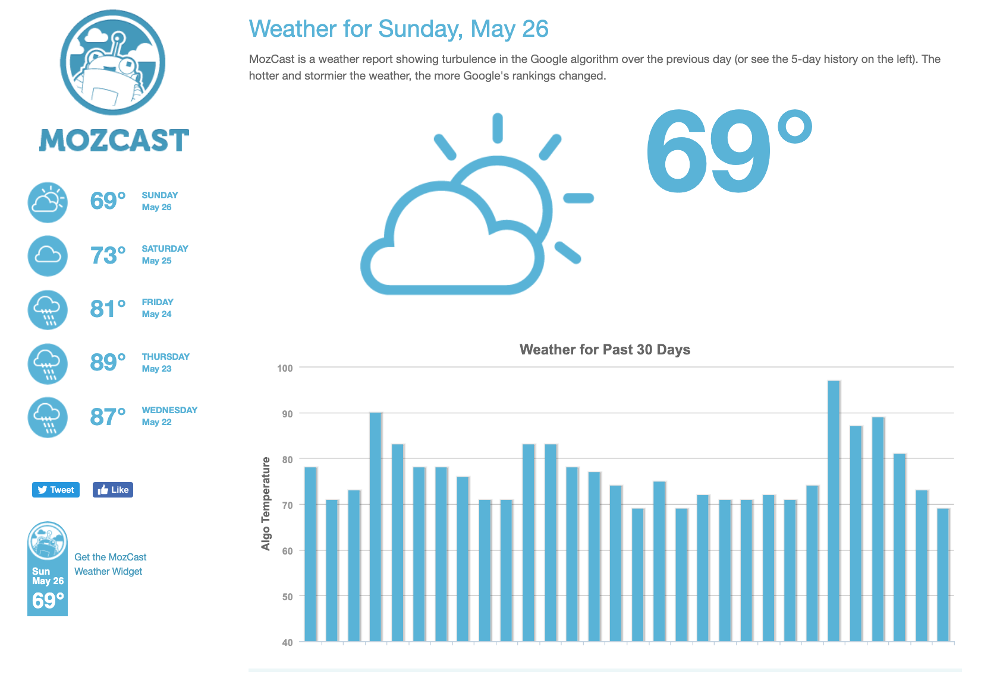 MOZCAST
69°
SUNDAY
May 26
73°
SATURDAY
May 25
81°
FRIDAY
May 24
89°
THURSDAY
May 23
87°
WEDNESDAY
May 22
Tweet
Like
Sun
May 26
69°
Get the MozCast
Weather Widget
Weather for Sunday, May 26
MozCast is a weather report showing turbulence in the Google algorithm over the previous day (or see the 5-day history on the left). The
hotter and stormier the weather, the more Google's rankings changed.
69°
Weather for Past 30 Days
Algo Temperature
100
90
80
70
60
50
40